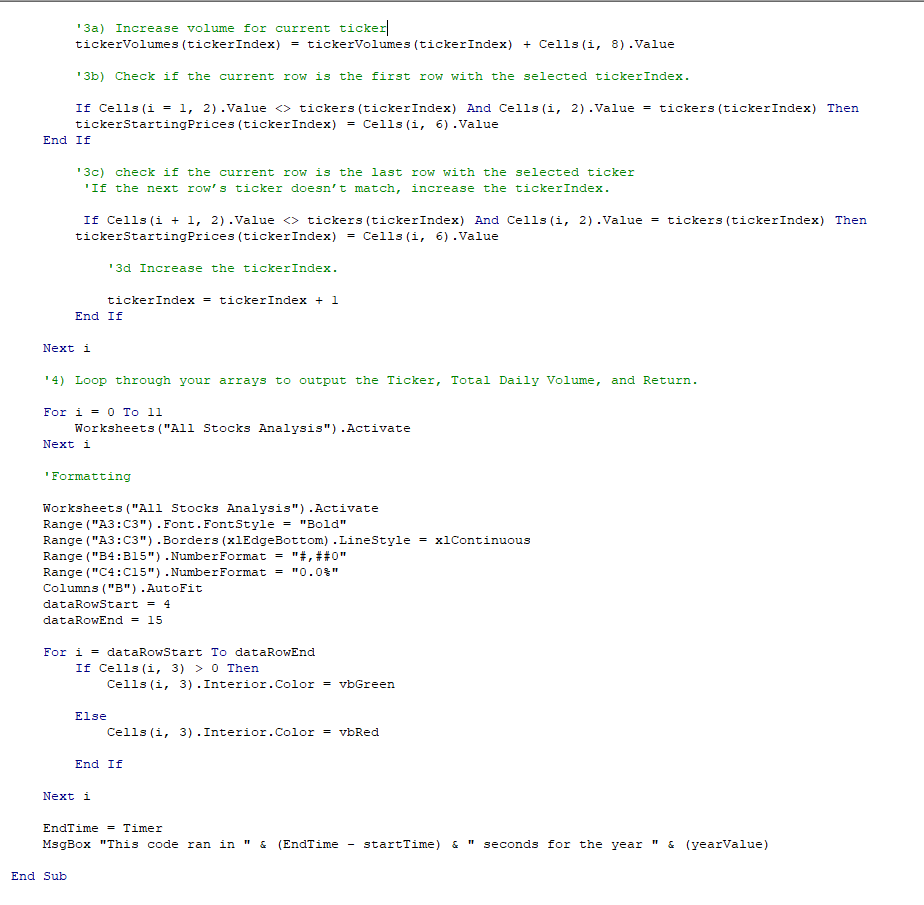 '3a) Increase volume for current ticker
tickerVolumes(tickerIndex) = tickerVolumes(tickerIndex) + Cells(i, 8).Value
'3b) Check if the current row is the first row with the selected tickerIndex.
If Cells(i = 1, 2).Value <> tickers(tickerIndex) And Cells(i, 2).Value = tickers(tickerIndex) Then
tickerStartingPrices(tickerIndex) = Cells(i, 6).Value
End If
'3c) check if the current row is the last row with the selected ticker
'If the next row's ticker doesn't match, increase the tickerIndex.
If Cells(i + 1, 2).Value <> tickers(tickerIndex) And Cells(i, 2).Value = tickers(tickerIndex) Then
tickerStartingPrices(tickerIndex) = Cells(i, 6).Value
'3d Increase the tickerIndex.
tickerIndex = tickerIndex + 1
End If
Next i
'4) Loop through your arrays to output the Ticker, Total Daily Volume, and Return.
For i = 0 To 11
Worksheets("All Stocks Analysis").Activate
Next i
'Formatting
Worksheets("All Stocks Analysis").Activate
Range("A3:C3").Font.FontStyle = "Bold"
Range("A3:C3").Borders(xlEdgeBottom).LineStyle = xlContinuous
Range("B4:B15").NumberFormat = "#,##0"
Range("C4:C15").NumberFormat = "0.0%"
Columns("B").AutoFit
dataRowStart = 4
dataRowEnd = 15
For i = dataRowStart To dataRowEnd
If Cells(i, 3) > 0 Then
Cells(i, 3).Interior.Color = vbGreen
Else
Cells(i, 3).Interior.Color = vbRed
End If
Next i
EndTime = Timer
MsgBox "This code ran in " & (EndTime - startTime) & " seconds for the year " & (yearValue)
End Sub